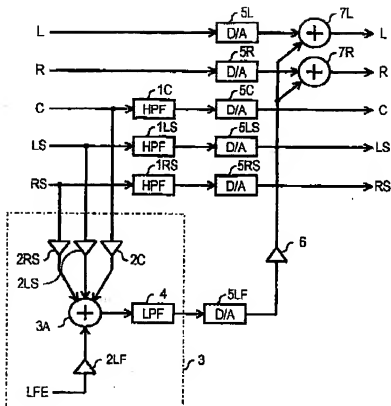 5L 7L
L D/A + L
5R 7R
R D/A + R
1C 5C
C HPF D/A C
1LS 5LS
LS HPF D/A LS
1RS 5RS
RS HPF D/A RS
2RS 2C 6
2LS
4 5LF
3A + LPF D/A
2LF
LFE 3